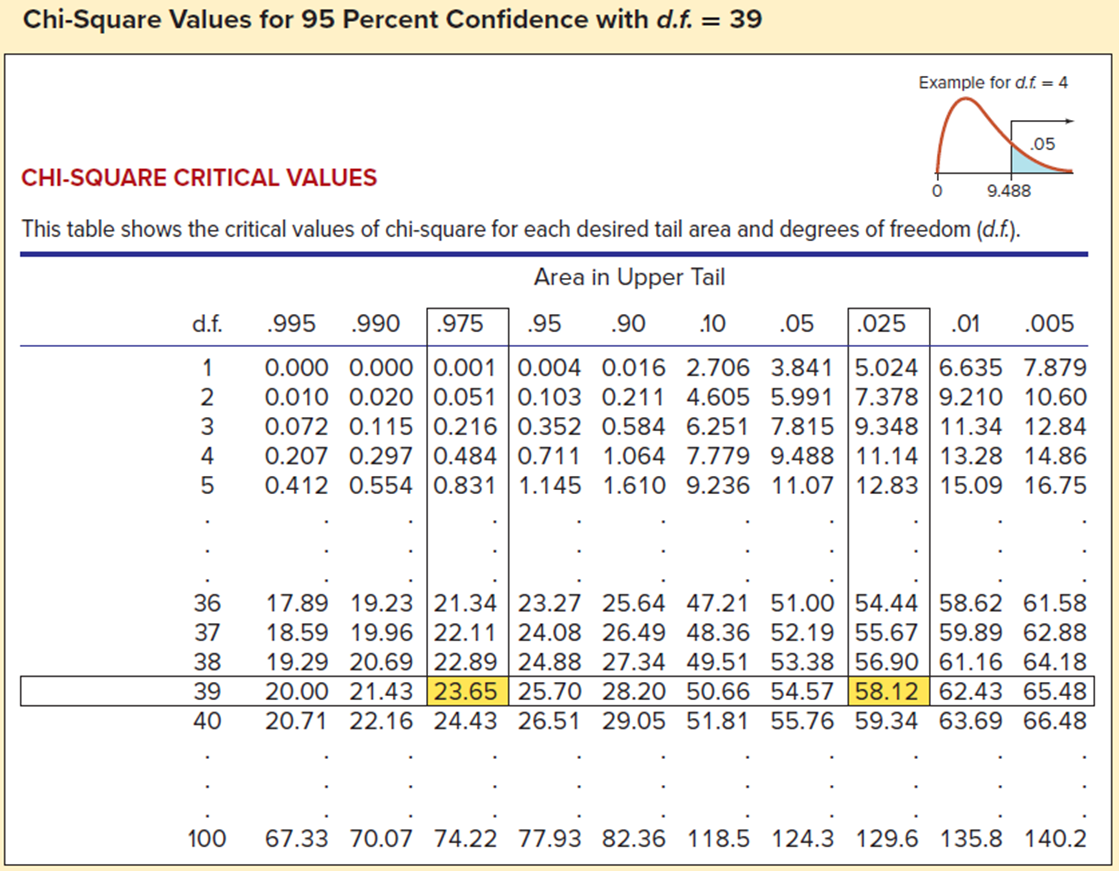 Chi-Square Values for 95 Percent Confidence with d.f. = 39
Example for d.f. = 4
.05
0 9.488
CHI-SQUARE CRITICAL VALUES
This table shows the critical values of chi-square for each desired tail area and degrees of freedom (d.f.).
Area in Upper Tail
d.f. .995 .990 .975 .95 .90 .10 .05 .025 .01 .005
1 0.000 0.000 0.001 0.004 0.016 2.706 3.841 5.024 6.635 7.879
2 0.010 0.020 0.051 0.103 0.211 4.605 5.991 7.378 9.210 10.60
3 0.072 0.115 0.216 0.352 0.584 6.251 7.815 9.348 11.34 12.84
4 0.207 0.297 0.484 0.711 1.064 7.779 9.488 11.14 13.28 14.86
5 0.412 0.554 0.831 1.145 1.610 9.236 11.07 12.83 15.09 16.75
. . . . . . . . . . .
. . . . . . . . . . .
. . . . . . . . . . .
36 17.89 19.23 21.34 23.27 25.64 47.21 51.00 54.44 58.62 61.58
37 18.59 19.96 22.11 24.08 26.49 48.36 52.19 55.67 59.89 62.88
38 19.29 20.69 22.89 24.88 27.34 49.51 53.38 56.90 61.16 64.18
39 20.00 21.43 23.65 25.70 28.20 50.66 54.57 58.12 62.43 65.48
40 20.71 22.16 24.43 26.51 29.05 51.81 55.76 59.34 63.69 66.48
. . . . . . . . . . .
. . . . . . . . . . .
. . . . . . . . . . .
100 67.33 70.07 74.22 77.93 82.36 118.5 124.3 129.6 135.8 140.2